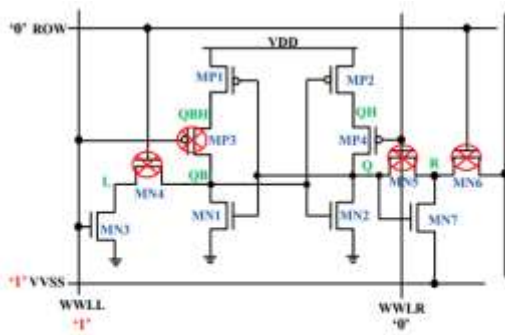 '0' ROW
VDD
MP1
MP2
QBH
QH
MP3
MP4
L
MN4
QB
Q
MN5
R
MN6
MN3
MN1
MN2
MN7
'1' VVSS
WWLL
WWLR
'1'
'0'